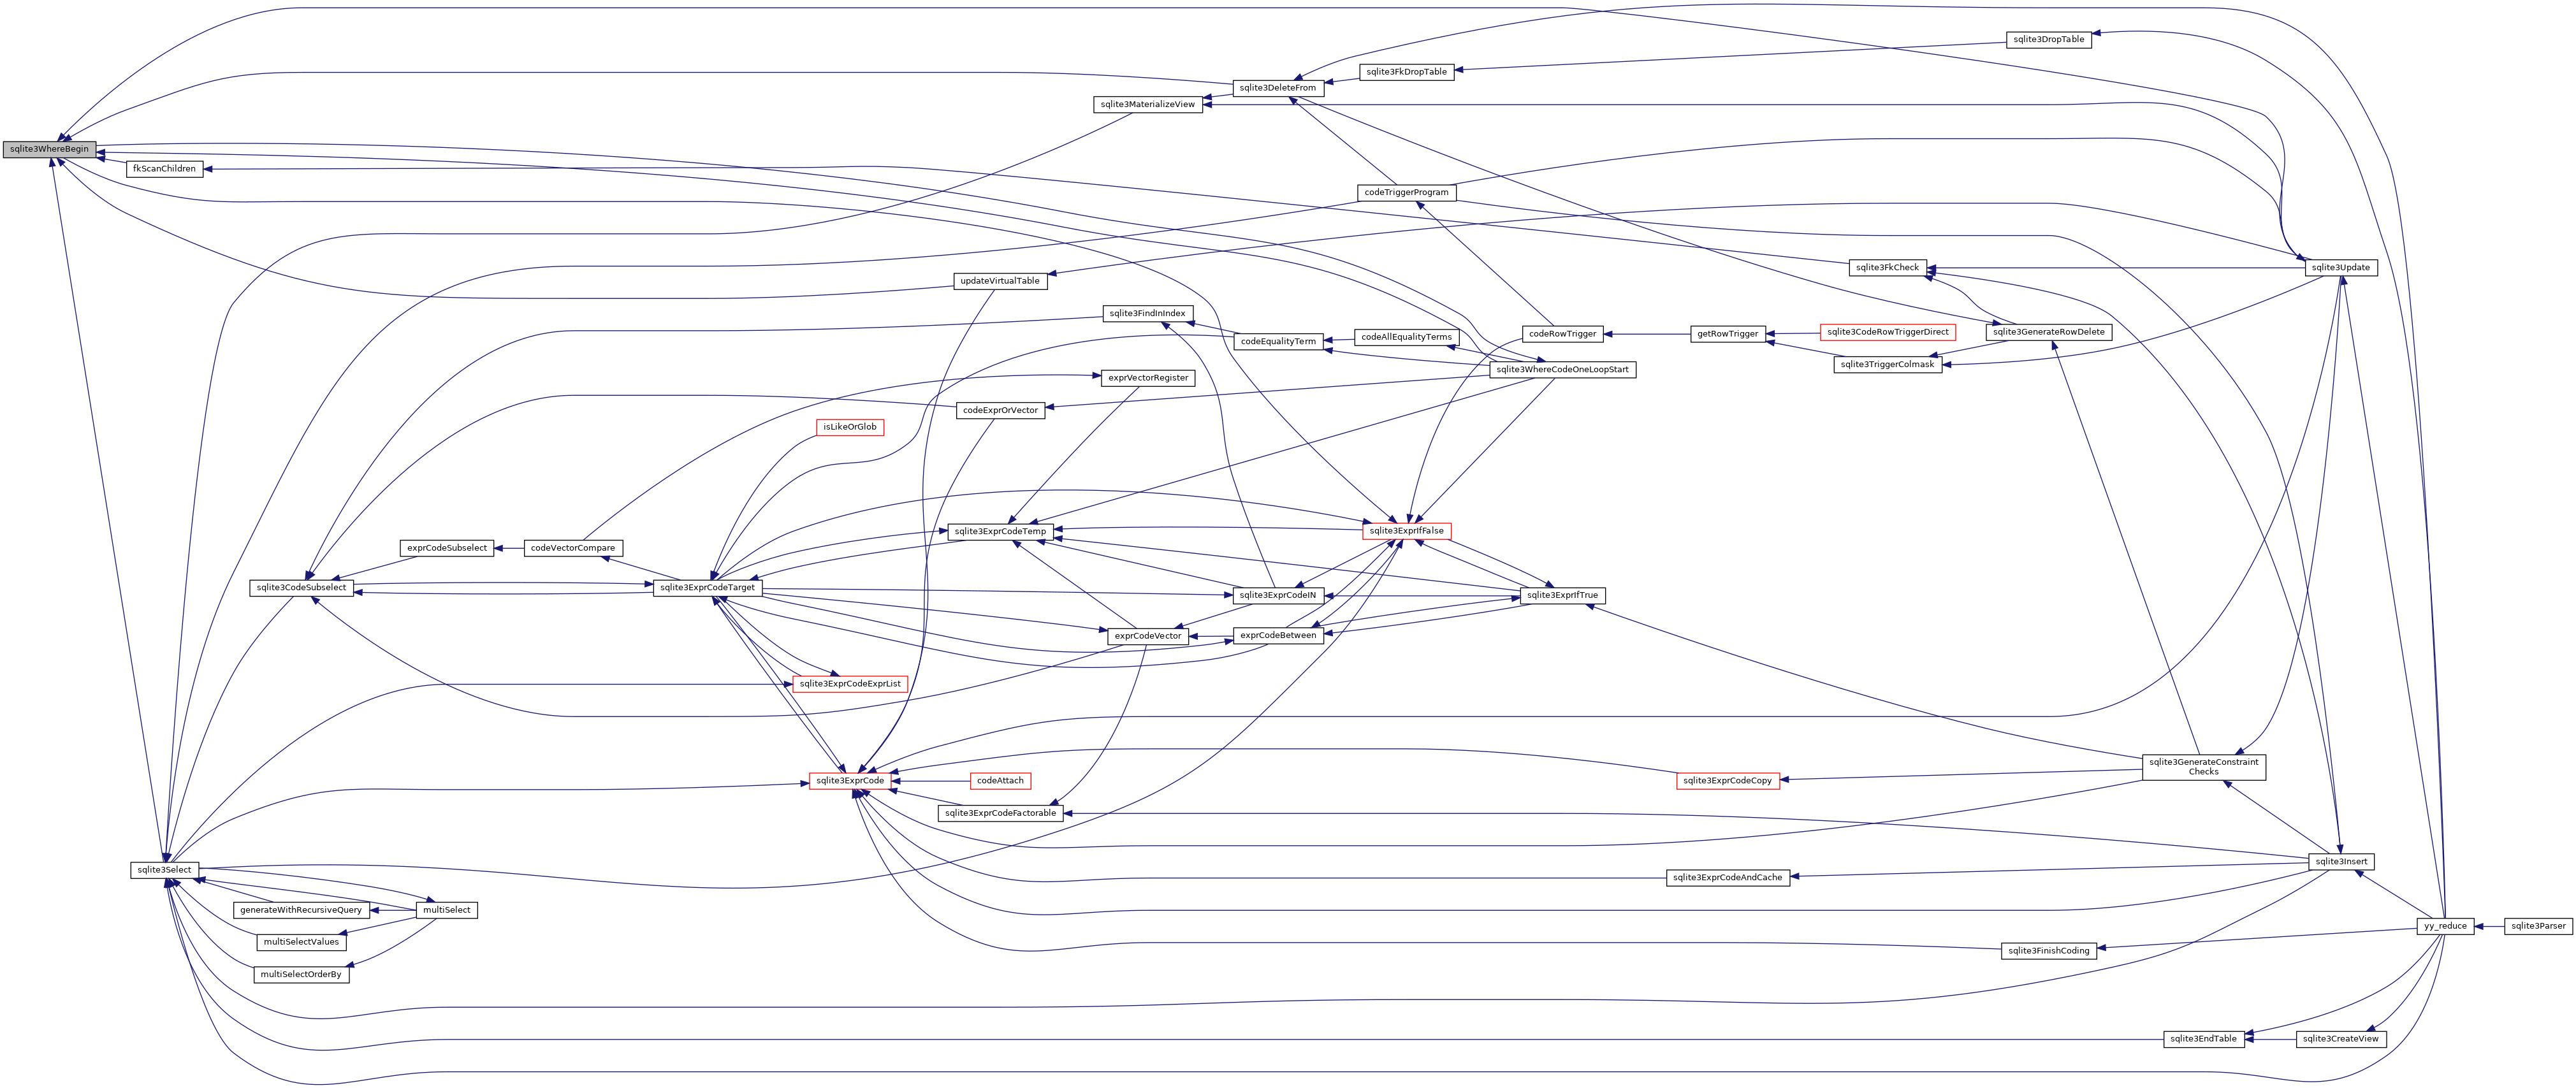 sqlite3DropTable
sqlite3FkDropTable
sqlite3DeleteFrom
sqlite3MaterializeView
sqlite3WhereBegin
fkScanChildren
codeTriggerProgram
sqlite3FkCheck
sqlite3Update
updateVirtualTable
sqlite3FindInIndex
codeRowTrigger
getRowTrigger
sqlite3CodeRowTriggerDirect
sqlite3GenerateRowDelete
codeEqualityTerm
codeAllEqualityTerms
sqlite3TriggerColmask
sqlite3WhereCodeOneLoopStart
exprVectorRegister
codeExprOrVector
isLikeOrGlob
sqlite3ExprCodeTemp
sqlite3ExprIfFalse
exprCodeSubselect
codeVectorCompare
sqlite3CodeSubselect
sqlite3ExprCodeTarget
sqlite3ExprCodeIN
sqlite3ExprIfTrue
exprCodeVector
exprCodeBetween
sqlite3ExprCodeExprList
sqlite3GenerateConstraint
Checks
sqlite3ExprCode
codeAttach
sqlite3ExprCodeCopy
sqlite3ExprCodeFactorable
sqlite3Insert
sqlite3Select
sqlite3ExprCodeAndCache
generateWithRecursiveQuery
multiSelect
yy_reduce
sqlite3Parser
multiSelectValues
sqlite3FinishCoding
multiSelectOrderBy
sqlite3EndTable
sqlite3CreateView